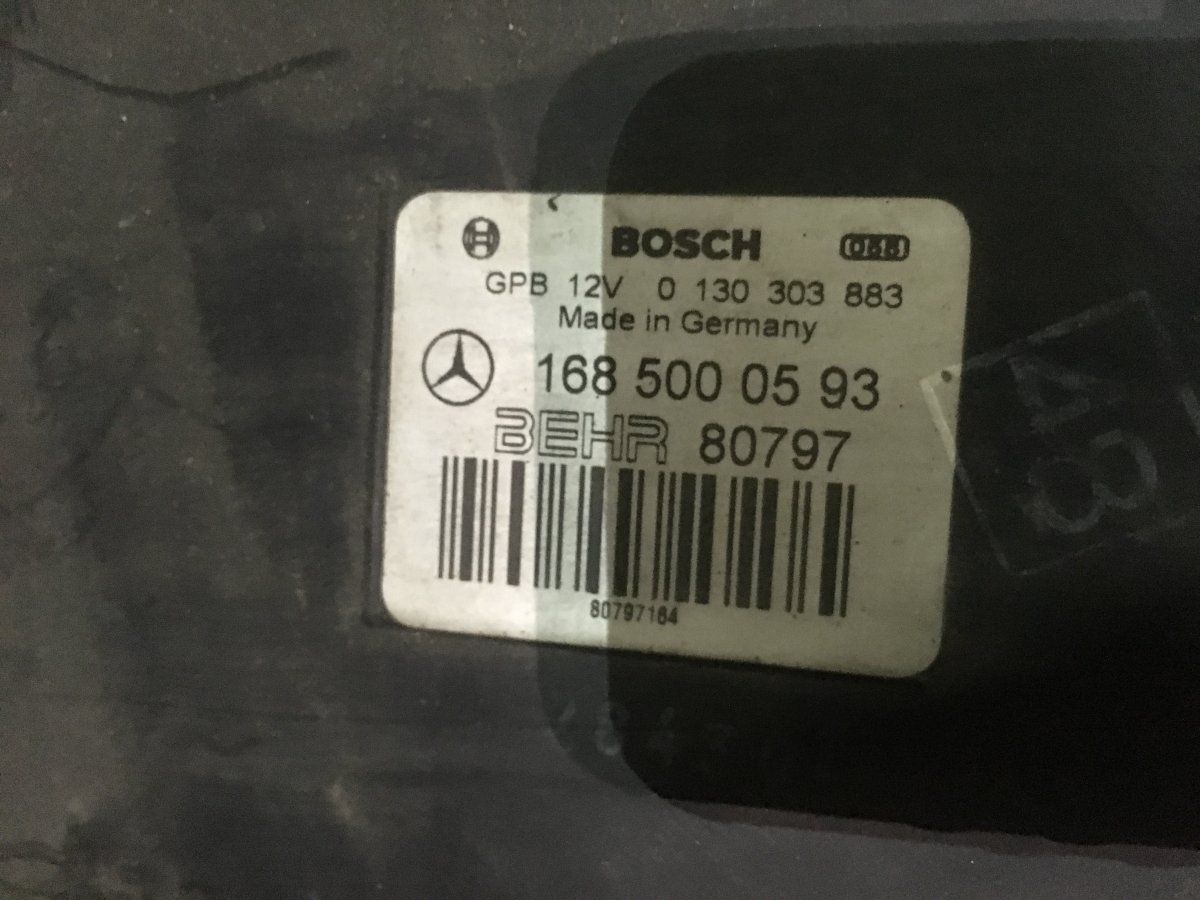 BOSCH
GPB 12V 0 130 303 883
Made in Germany
168 500 05 93
BEHR 80797
80797164